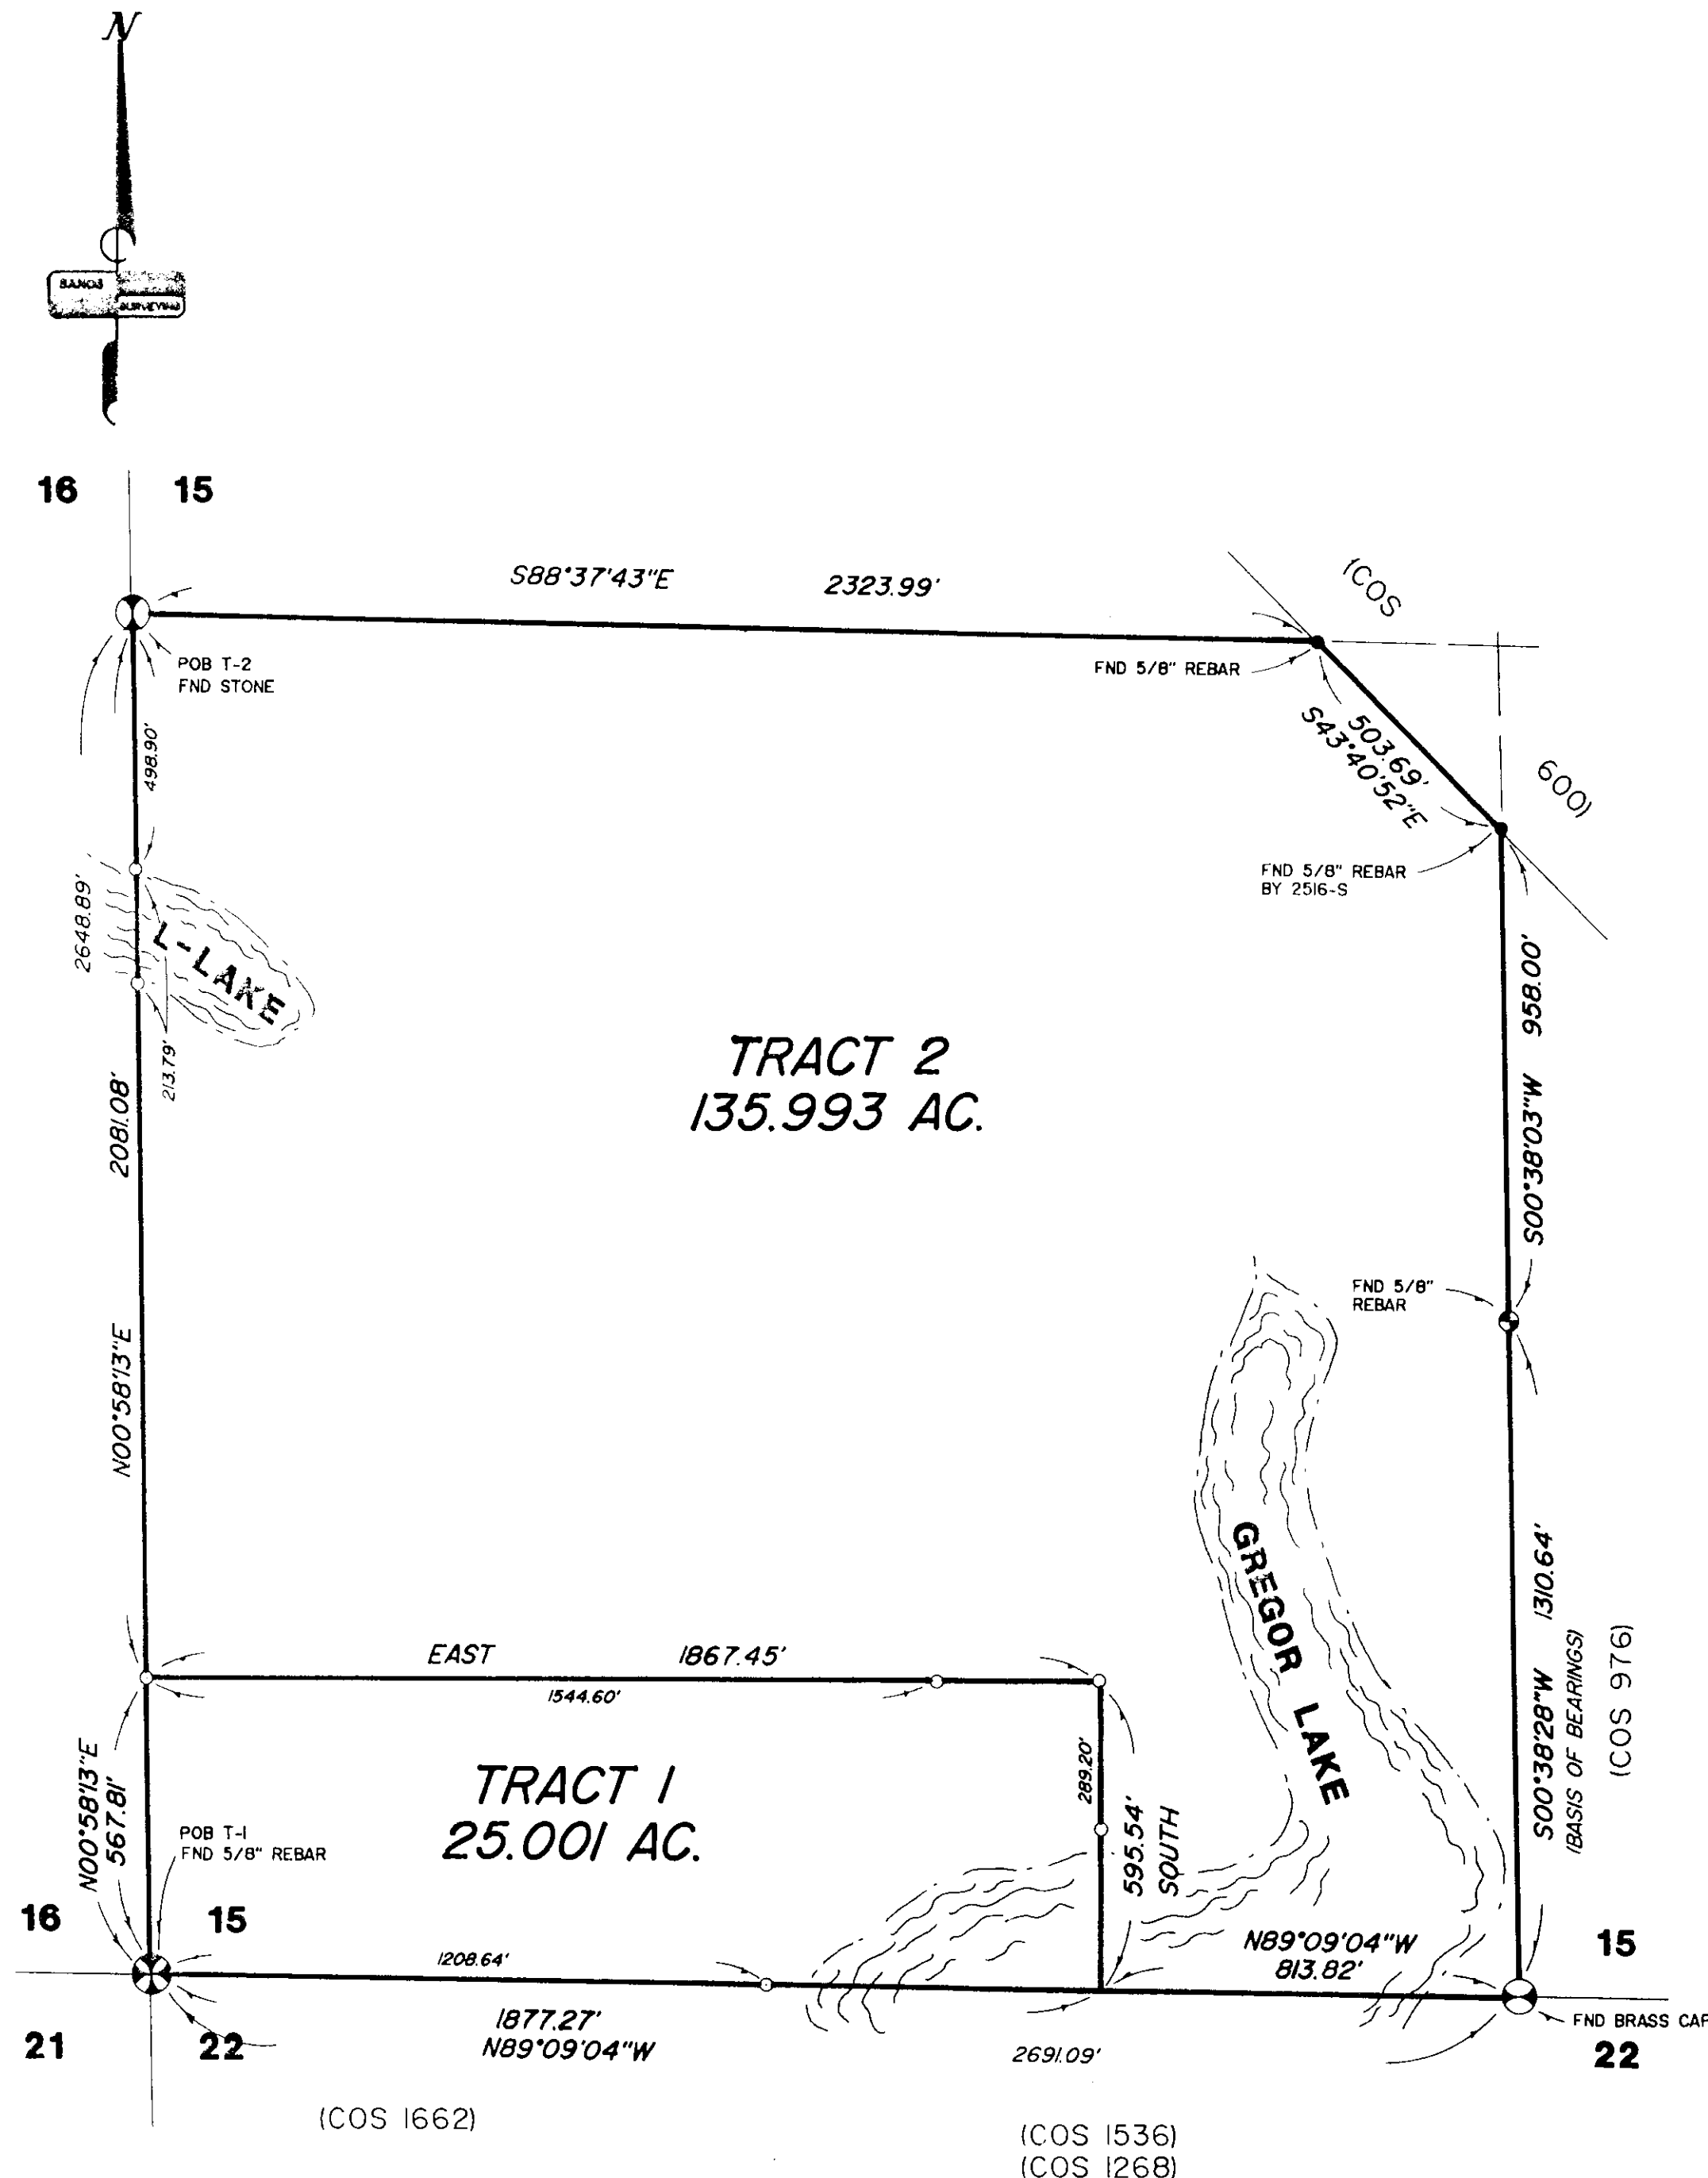 N
SANDS
SURVEYING
16 15
S88°37'43"E 2323.99'
(COS
600)
POB T-2
FND STONE
FND 5/8" REBAR
503.69'
S43°40'52"E
498.90'
FND 5/8" REBAR
BY 2516-S
2648.89'
L-LAKE
213.79'
958.00'
S00°38'03"W
TRACT 2
135.993 AC.
2081.08'
N00°58'13"E
FND 5/8"
REBAR
GREGOR LAKE
1310.64'
S00°38'28"W
(BASIS OF BEARINGS)
(COS 976)
EAST 1867.45'
1544.60'
289.20'
595.54'
SOUTH
TRACT 1
25.001 AC.
N00°58'13"E
567.81'
POB T-1
FND 5/8" REBAR
16 15
N89°09'04"W
813.82'
15
1208.64'
FND BRASS CAP
1877.27'
N89°09'04"W
2691.09'
21 22
22
(COS 1662)
(COS 1536)
(COS 1268)